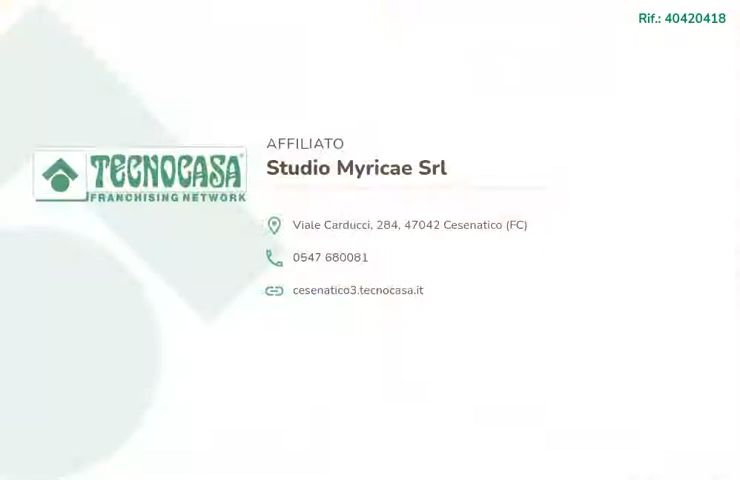 Rif.: 40420418
AFFILIATO
TECNOCASA
FRANCHISING NETWORK
Studio Myricae Srl
Viale Carducci, 284, 47042 Cesenatico (FC)
0547 680081
cesenatico3.tecnocasa.it